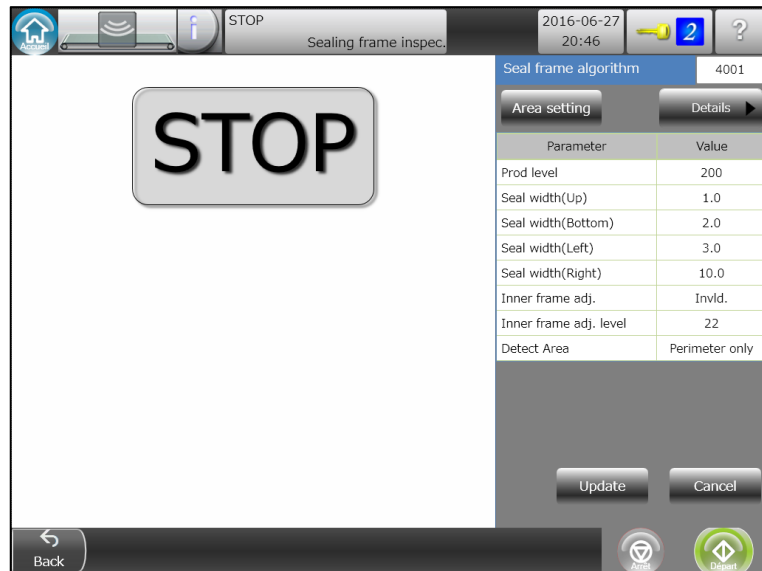 Accueil
i
STOP
Sealing frame inspec.
2016-06-27
20:46
2
?
STOP
Seal frame algorithm 4001
Area setting Details
Parameter Value
Prod level 200
Seal width(Up) 1.0
Seal width(Bottom) 2.0
Seal width(Left) 3.0
Seal width(Right) 10.0
Inner frame adj. Invld.
Inner frame adj. level 22
Detect Area Perimeter only
Update Cancel
Back
Arrêt
Départ